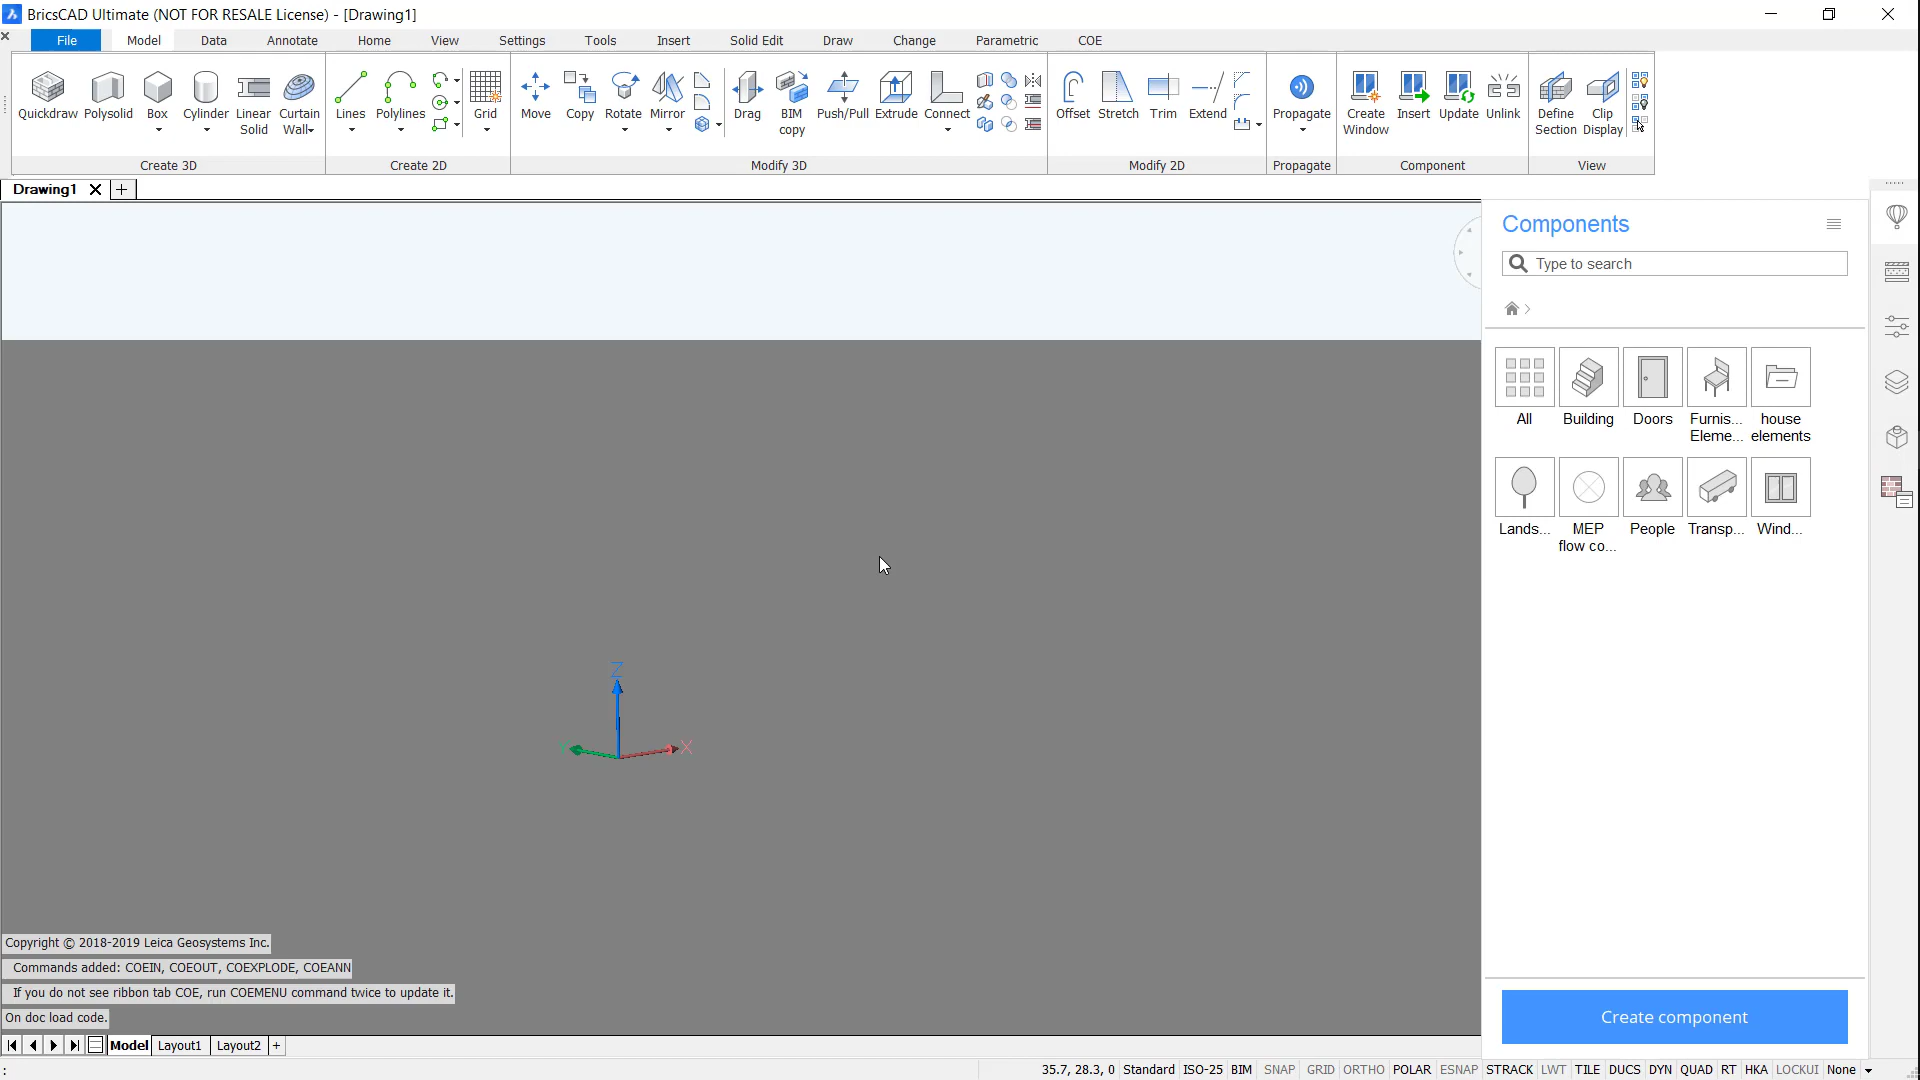 BricsCAD Ultimate (NOT FOR RESALE License) - [Drawing1]
File Model Data Annotate Home View Settings Tools Insert Solid Edit Draw Change Parametric COE
Quickdraw Polysolid Box Cylinder Linear Solid Curtain Wall
Lines Polylines Grid
Move Copy Rotate Mirror Drag BIM copy Push/Pull Extrude Connect
Offset Stretch Trim Extend
Propagate
Create Window Insert Update Unlink
Define Section Clip Display
Create 3D Create 2D Modify 3D Modify 2D Propagate Component View
Drawing1
Components
Type to search
All Building Doors Furnis... Eleme... house elements
Lands... MEP flow co... People Transp... Wind...
Z
X
Copyright © 2018-2019 Leica Geosystems Inc.
Commands added: COEIN, COEOUT, COEXPLODE, COEANN
If you do not see ribbon tab COE, run COEMENU command twice to update it.
On doc load code.
Create component
Model Layout1 Layout2 +
: 35.7, 28.3, 0 Standard ISO-25 BIM SNAP GRID ORTHO POLAR ESNAP STRACK LWT TILE DUCS DYN QUAD RT HKA LOCKUI None